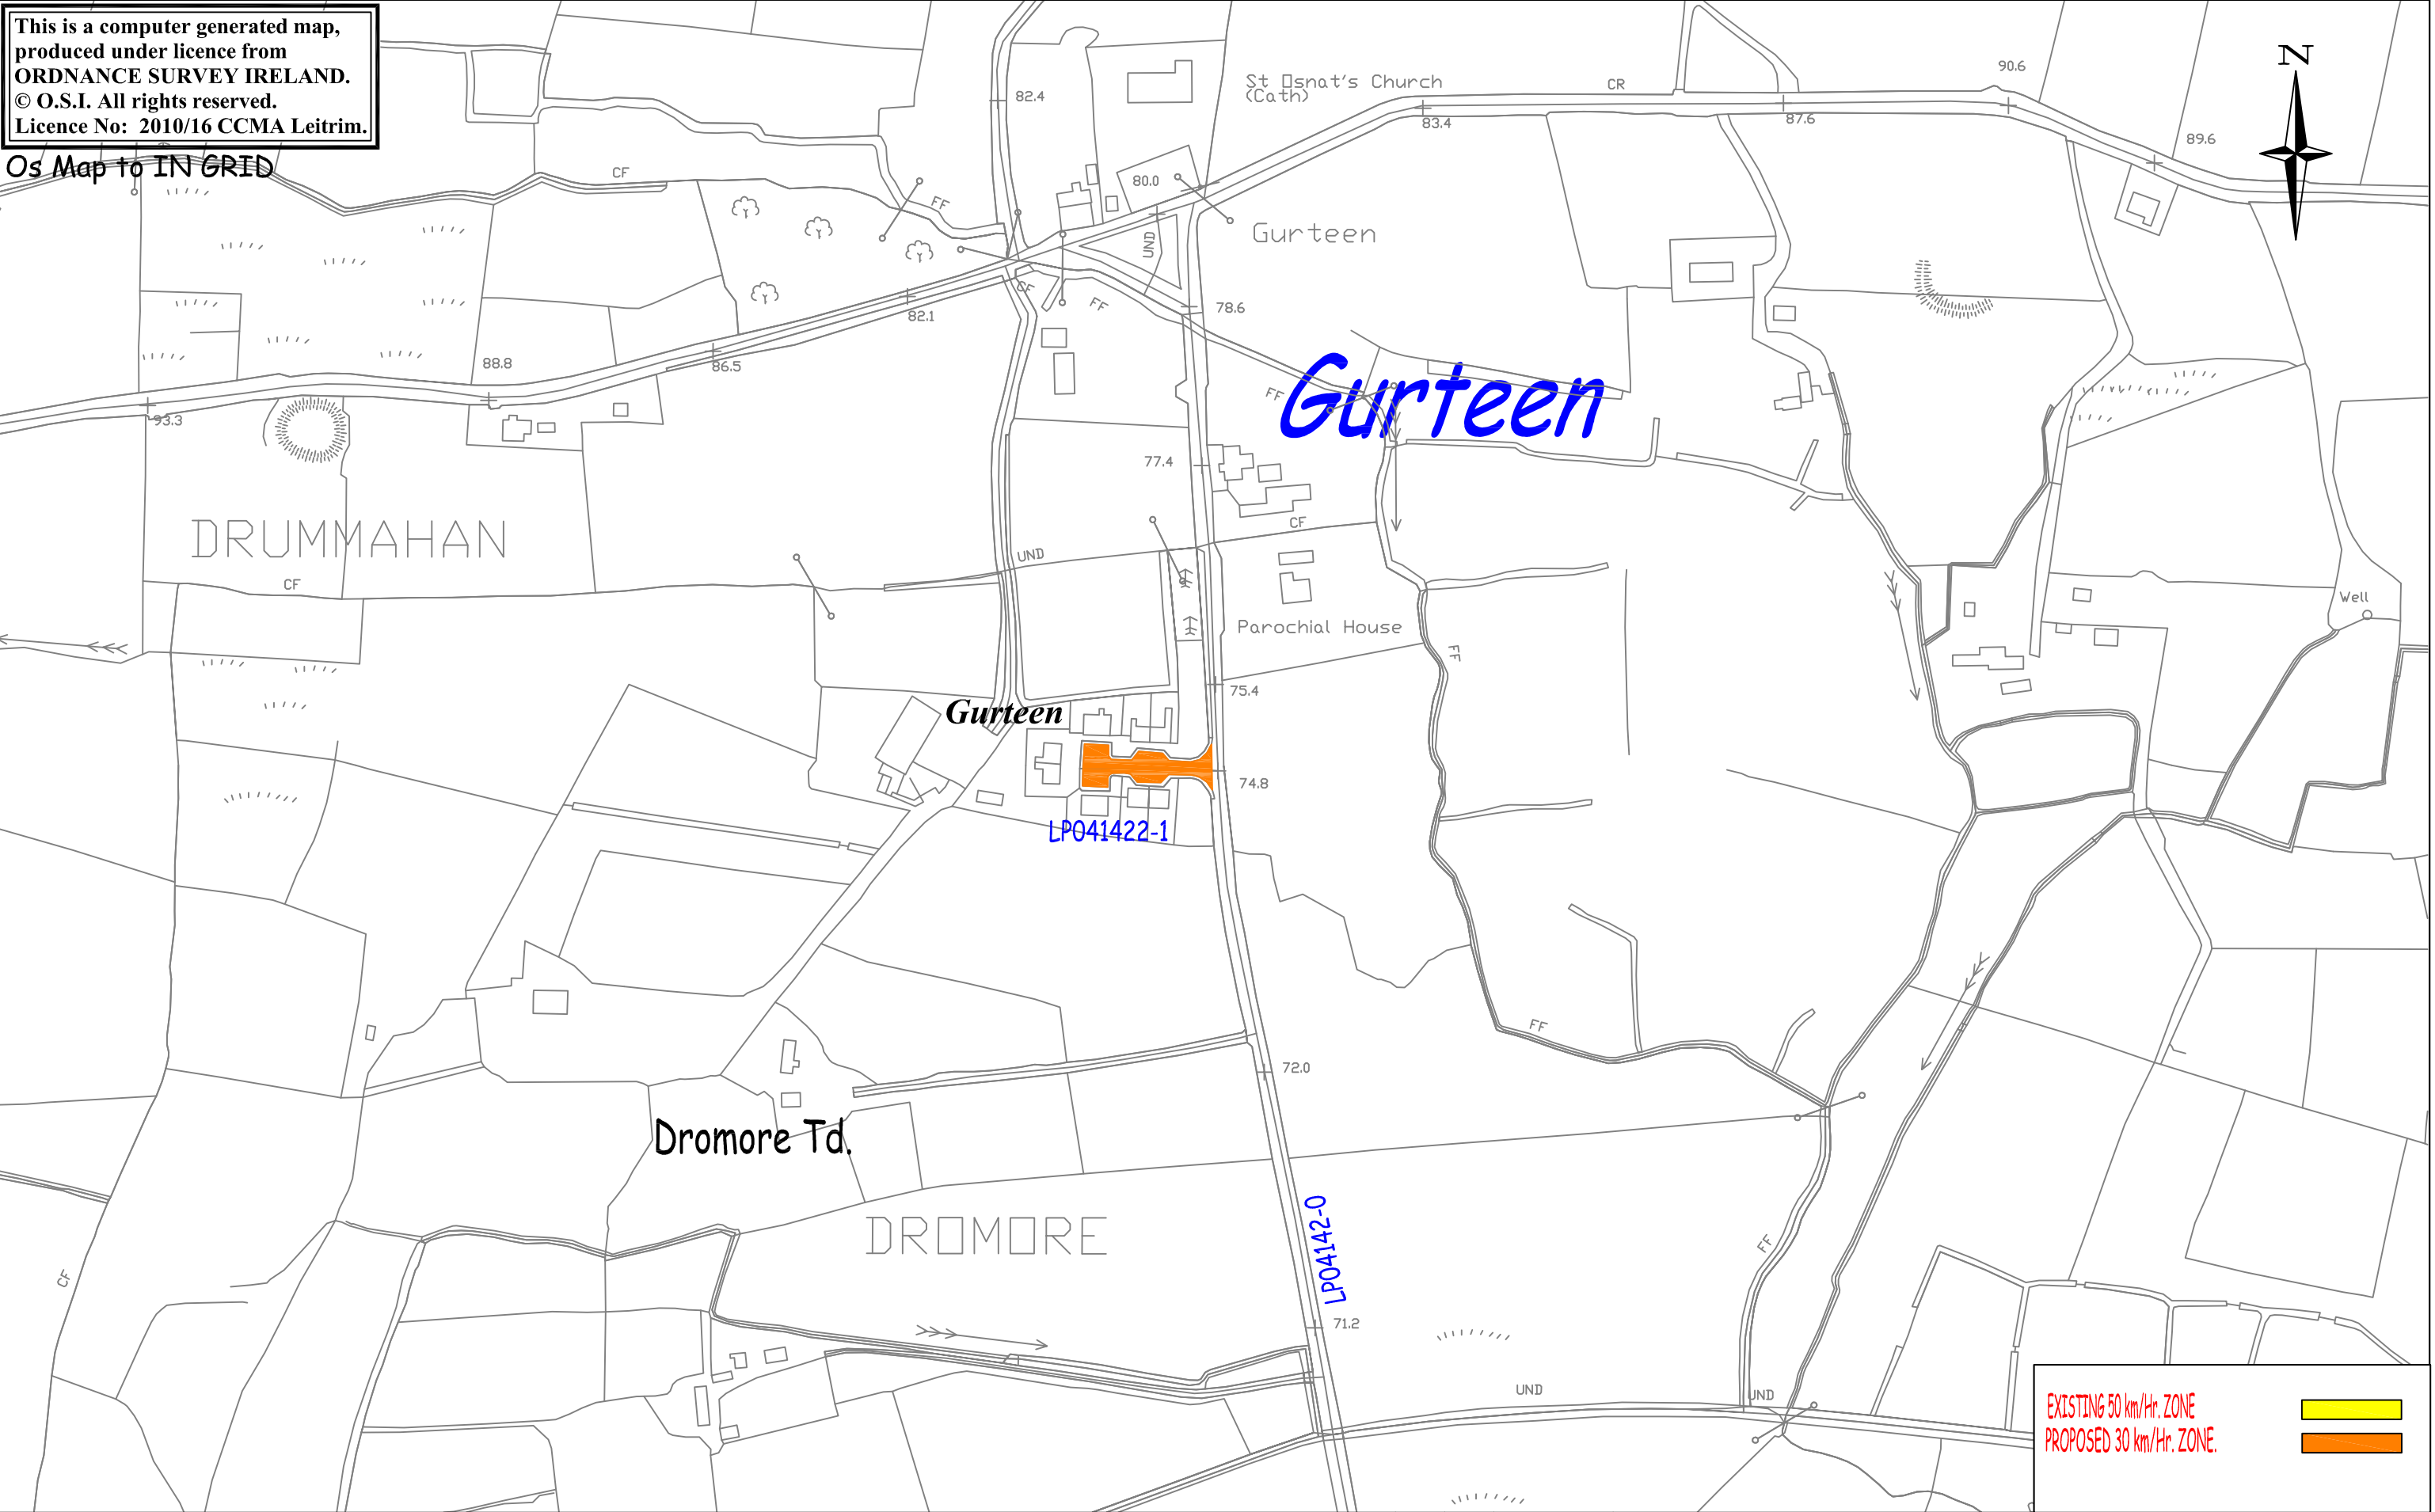 This is a computer generated map,
produced under licence from
ORDNANCE SURVEY IRELAND.
© O.S.I. All rights reserved.
Licence No: 2010/16 CCMA Leitrim.
Os Map to IN GRID
N
St Osnat's Church
(Cath)
CR
90.6
82.4
83.4
87.6
89.6
CF
FF
80.0
UND
Gurteen
CF
FF
78.6
82.1
88.8
86.5
93.3
FF
Gurteen
77.4
DRUMMAHAN
CF
UND
CF
Well
Parochial House
FF
75.4
Gurteen
74.8
LP041422-1
FF
72.0
Dromore Td.
DROMORE
LP04142-0
FF
CF
71.2
UND
UND
EXISTING 50 km/Hr. ZONE
PROPOSED 30 km/Hr. ZONE.